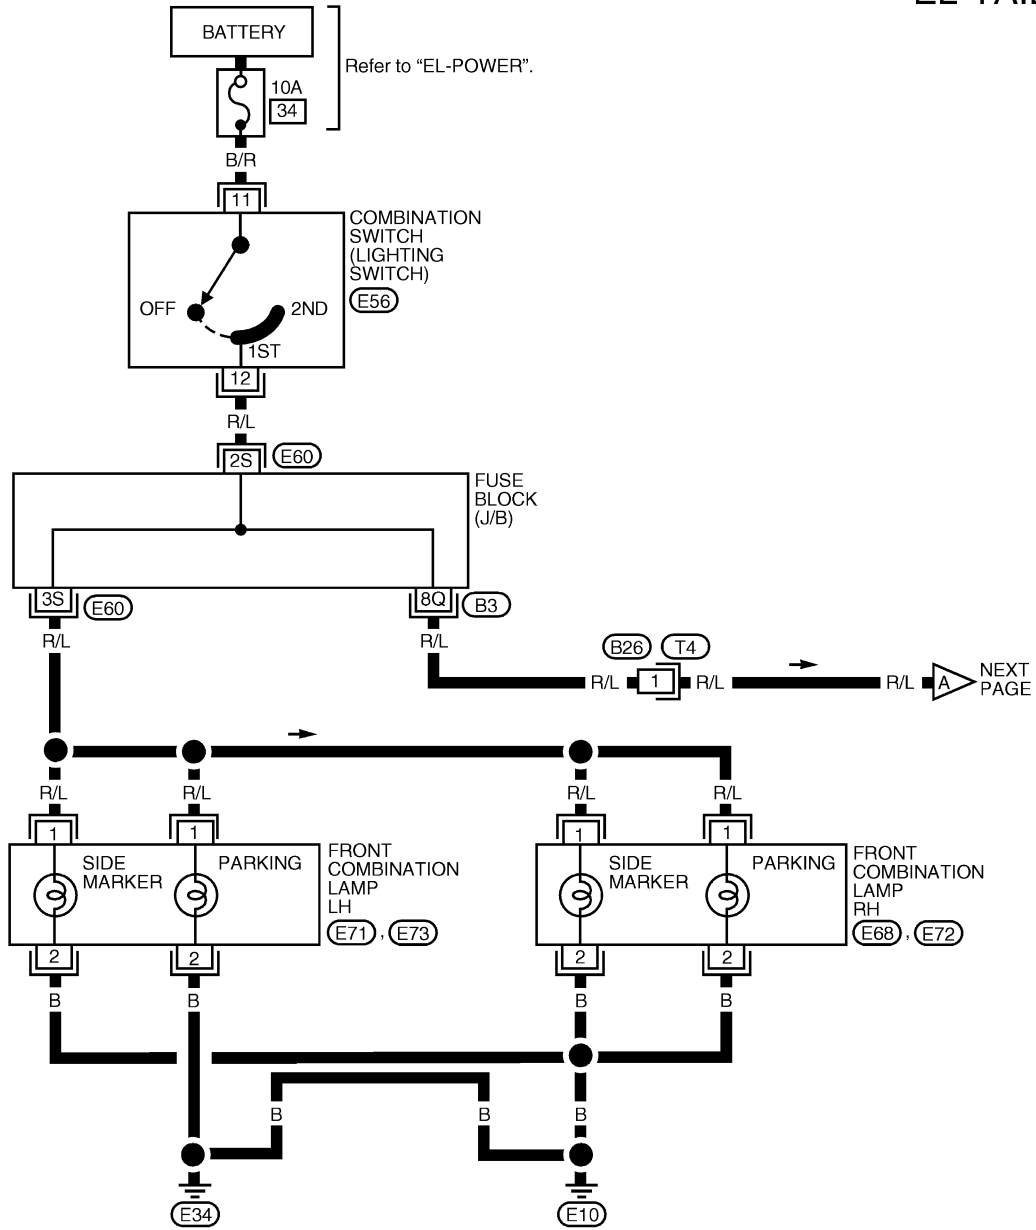 BATTERY
Refer to “EL-POWER”.
10A
34
B/R
11
COMBINATION
SWITCH
(LIGHTING
SWITCH)
E56
OFF
2ND
1ST
12
R/L
2S
E60
FUSE
BLOCK
(J/B)
3S
E60
8Q
B3
R/L
R/L
B26
T4
R/L
1
R/L
R/L
A
NEXT
PAGE
R/L
R/L
R/L
R/L
1
1
1
1
SIDE
MARKER
PARKING
FRONT
COMBINATION
LAMP
LH
E71 , E73
SIDE
MARKER
PARKING
FRONT
COMBINATION
LAMP
RH
E68 , E72
2
2
2
2
B
B
B
B
B
B
B
E34
E10